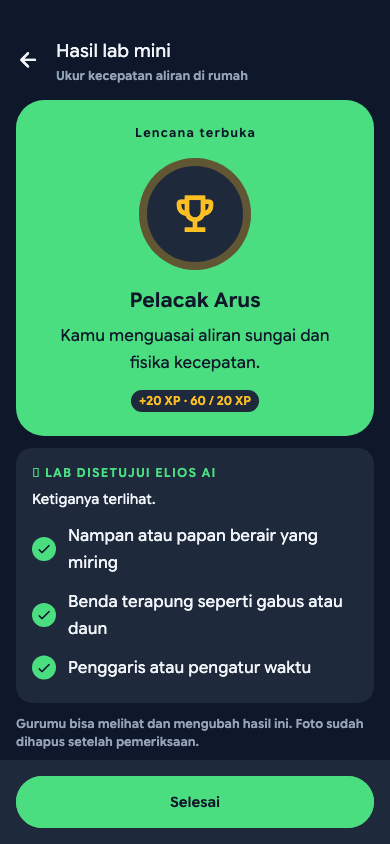 Hasil lab mini
Ukur kecepatan aliran di rumah
Lencana terbuka
Pelacak Arus
Kamu menguasai aliran sungai dan
fisika kecepatan.
+20 XP · 60 / 20 XP
LAB DISETUJUI ELIOS AI
Ketiganya terlihat.
Nampan atau papan berair yang
miring
Benda terapung seperti gabus atau
daun
Penggaris atau pengatur waktu
Gurumu bisa melihat dan mengubah hasil ini. Foto sudah
dihapus setelah pemeriksaan.
Selesai